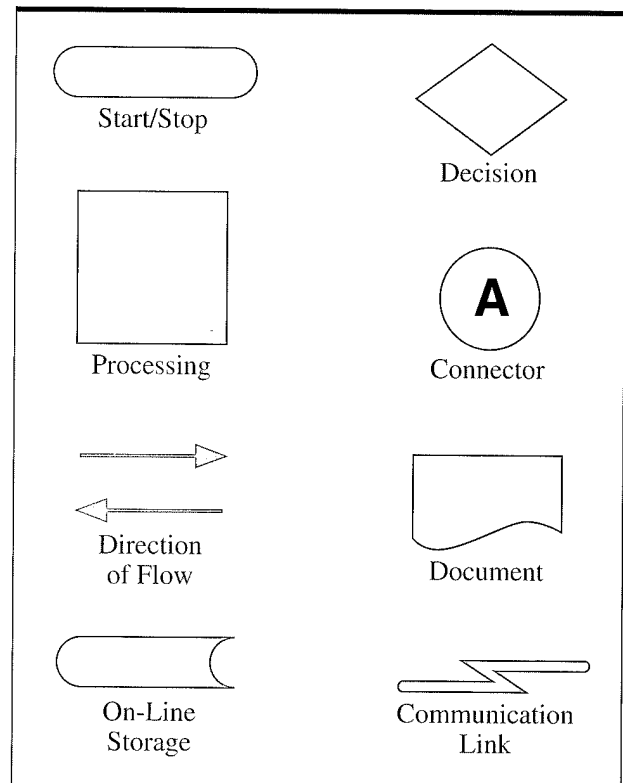 Start/Stop
Decision
Processing
A
Connector
Direction
of Flow
Document
On-Line
Storage
Communication
Link